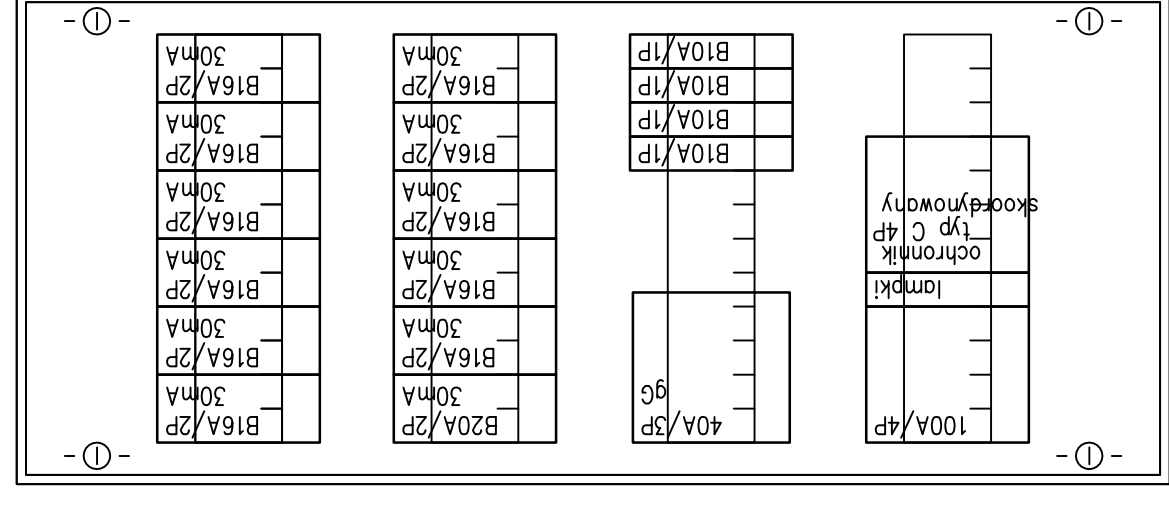 100A/4P
lampki
ochronnik
typ C 4P
skoordynowany
40A/3P
gG
B10A/1P
B10A/1P
B10A/1P
B10A/1P
B20A/2P
30mA
B16A/2P
30mA
B16A/2P
30mA
B16A/2P
30mA
B16A/2P
30mA
B16A/2P
30mA
B16A/2P
30mA
B16A/2P
30mA
B16A/2P
30mA
B16A/2P
30mA
B16A/2P
30mA
B16A/2P
30mA